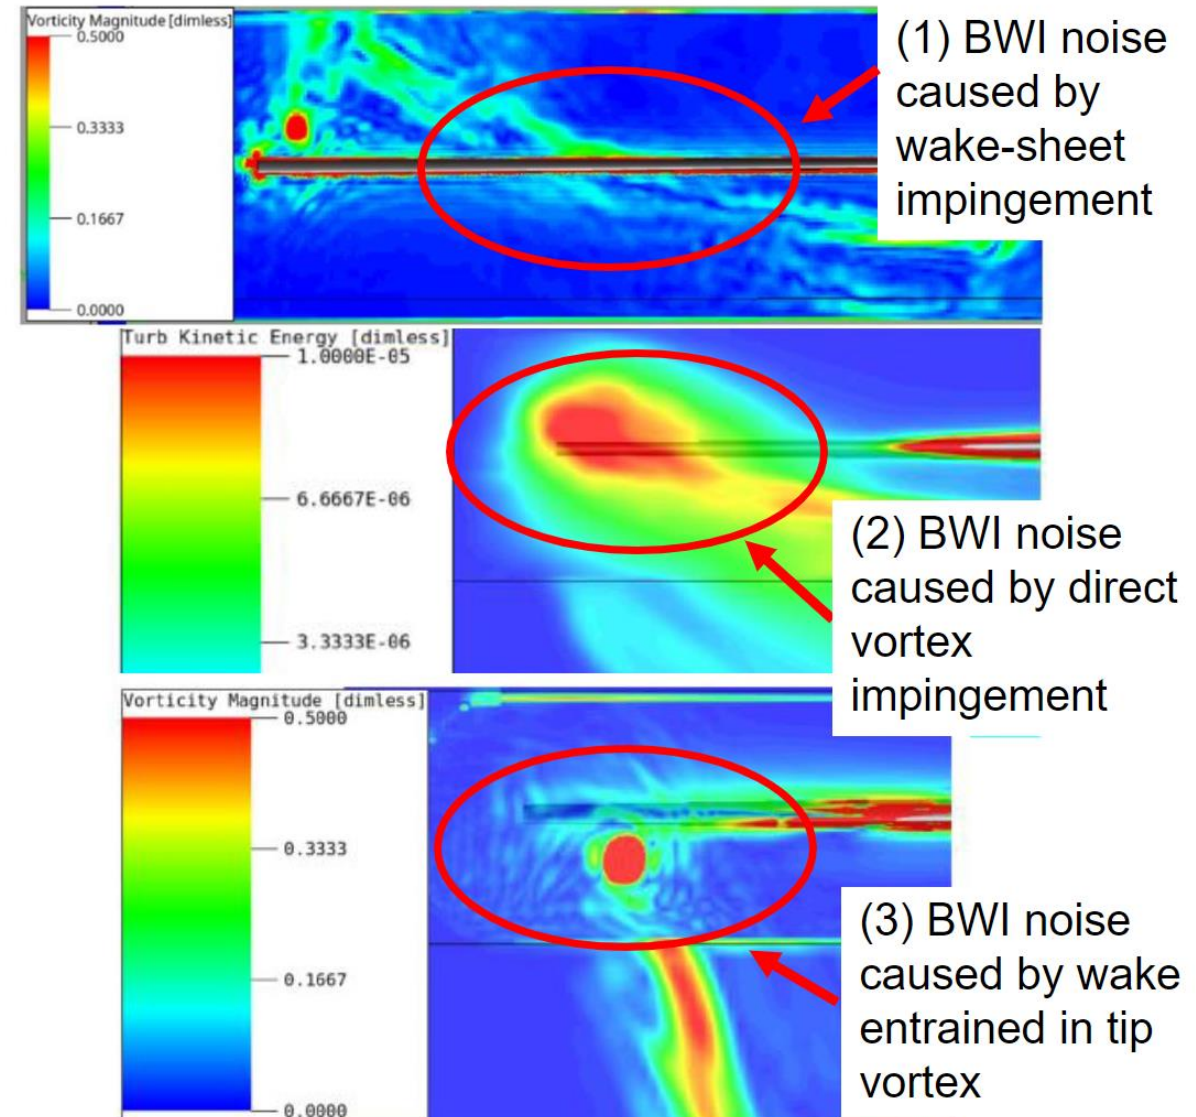 Vorticity Magnitude [dimless]
0.5000
0.3333
0.1667
0.0000
(1) BWI noise
caused by
wake-sheet
impingement
Turb Kinetic Energy [dimless]
1.0000E-05
6.6667E-06
3.3333E-06
(2) BWI noise
caused by direct
vortex
impingement
Vorticity Magnitude [dimless]
0.5000
0.3333
0.1667
0.0000
(3) BWI noise
caused by wake
entrained in tip
vortex